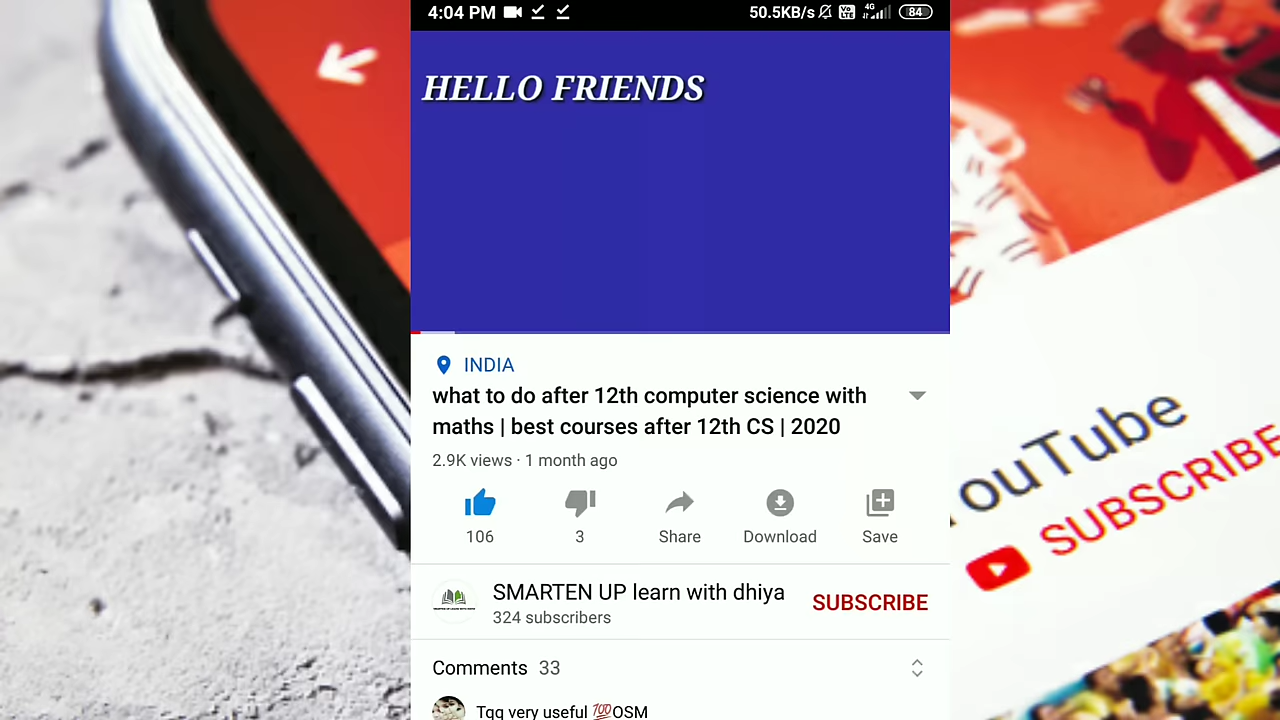 4:04 PM
50.5KB/s 4G 84
HELLO FRIENDS
INDIA
what to do after 12th computer science with
maths | best courses after 12th CS | 2020
2.9K views · 1 month ago
106
3
Share
Download
Save
SMARTEN UP learn with dhiya
324 subscribers
SUBSCRIBE
Comments 33
Tqq very useful 💯OSM
ouTube
SUBSCRIBE